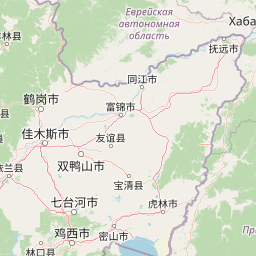 Еврейская
автономная
область
Хаба
抚远市
林县
同江市
鹤岗市
富锦市
佳木斯市
友谊县
双鸭山市
依兰县
宝清县
七台河市
虎林市
鸡西市
密山市
林口县